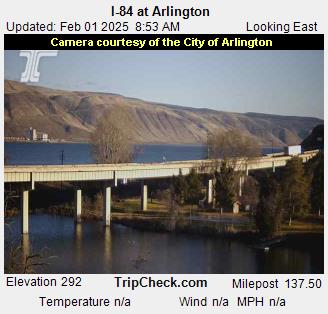 I-84 at Arlington
Updated: Feb 01 2025 8:53 AM Looking East
Camera courtesy of the City of Arlington
Elevation 292 TripCheck.com Milepost 137.50
Temperature n/a Wind n/a MPH n/a